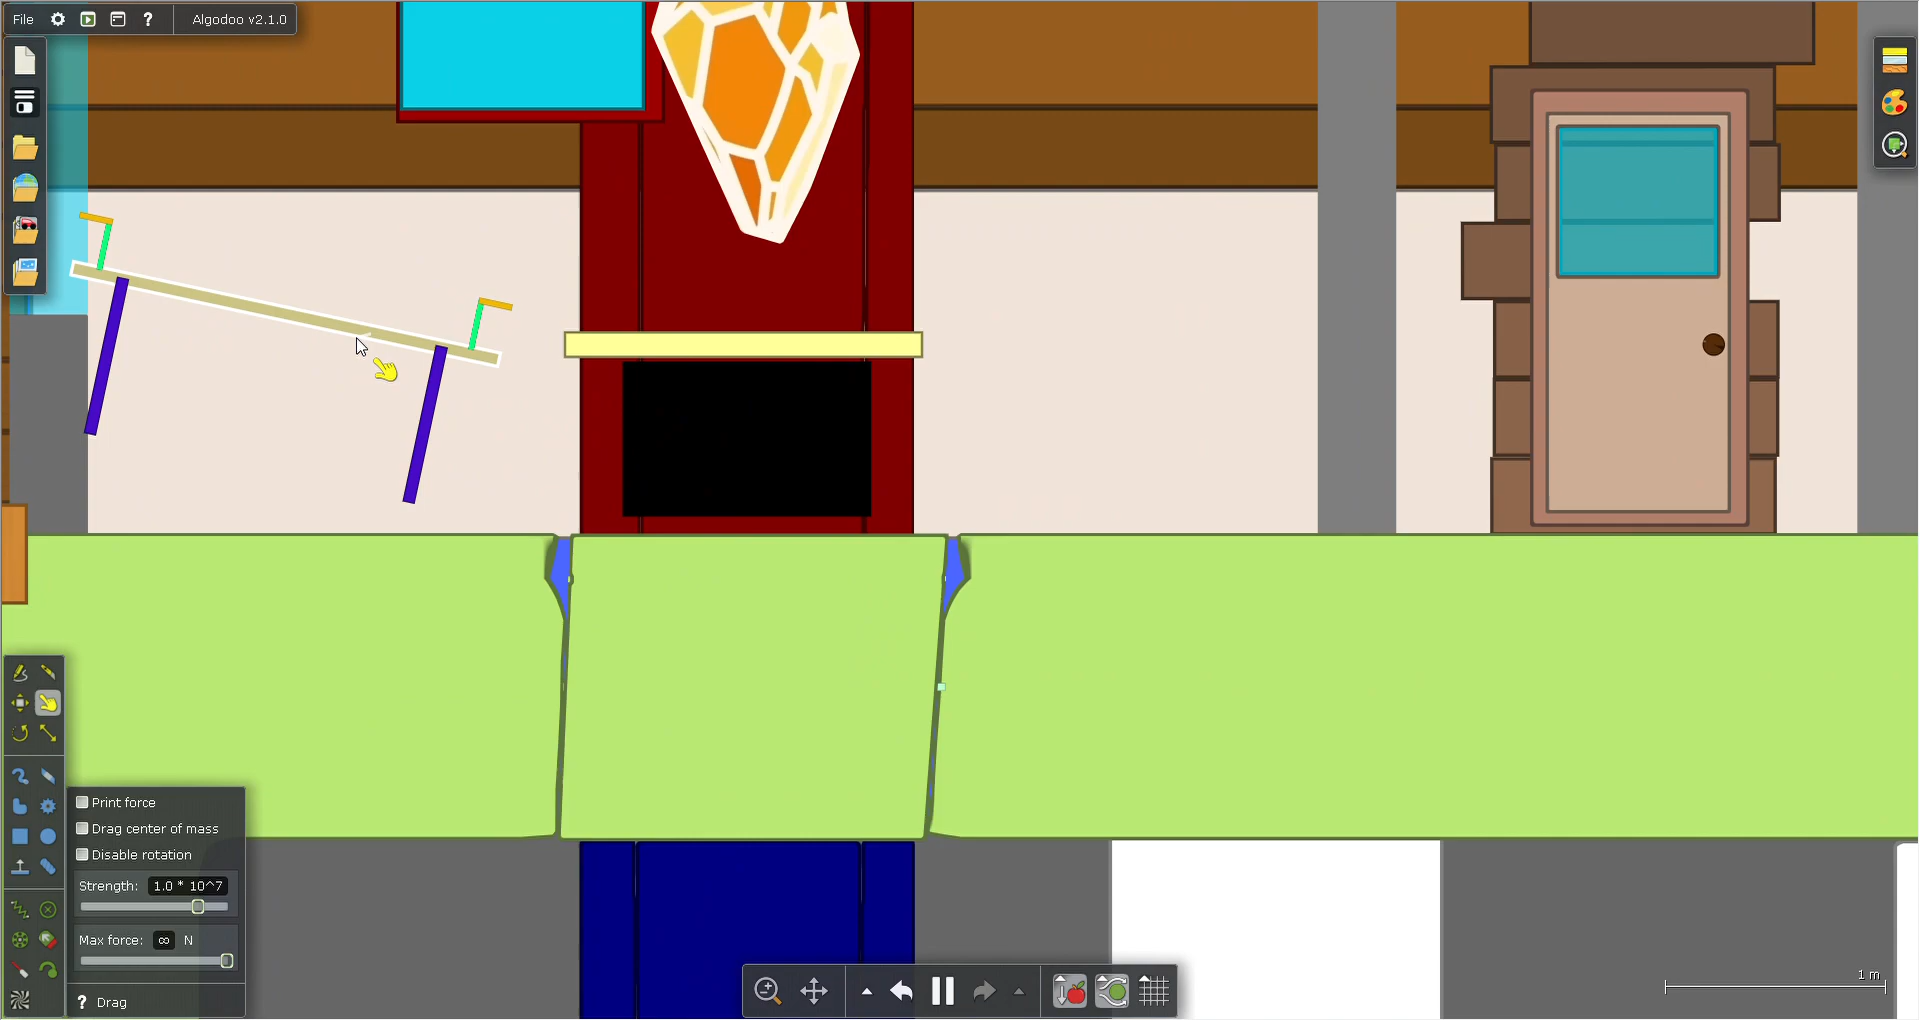 File ? Algodoo v2.1.0
Print force
Drag center of mass
Disable rotation
Strength: 1.0 * 10^7
Max force: ∞ N
? Drag
1 m